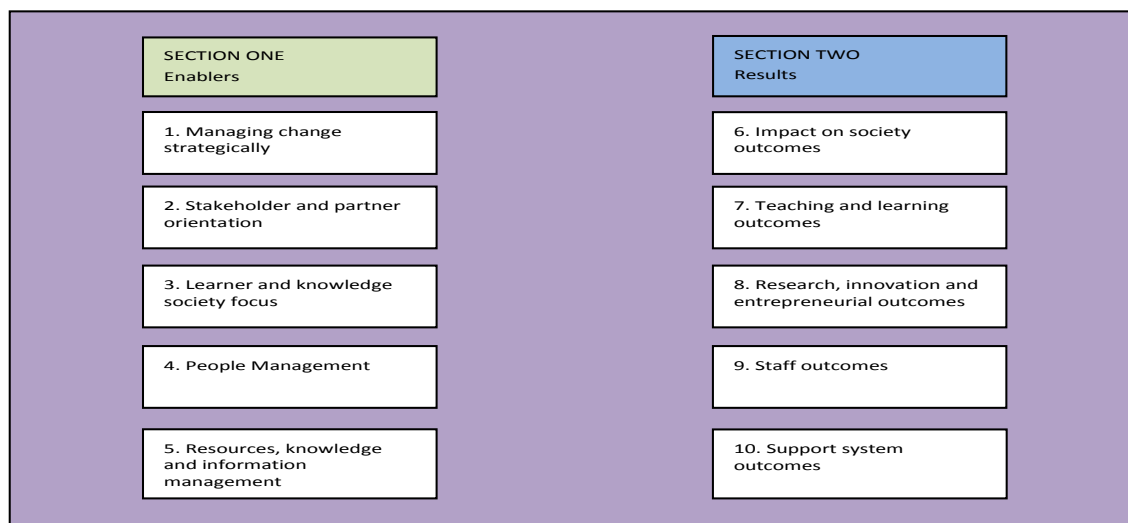 SECTION ONE
Enablers
1. Managing change
strategically
2. Stakeholder and partner
orientation
3. Learner and knowledge
society focus
4. People Management
5. Resources, knowledge
and information
management
SECTION TWO
Results
6. Impact on society
outcomes
7. Teaching and learning
outcomes
8. Research, innovation and
entrepreneurial outcomes
9. Staff outcomes
10. Support system
outcomes